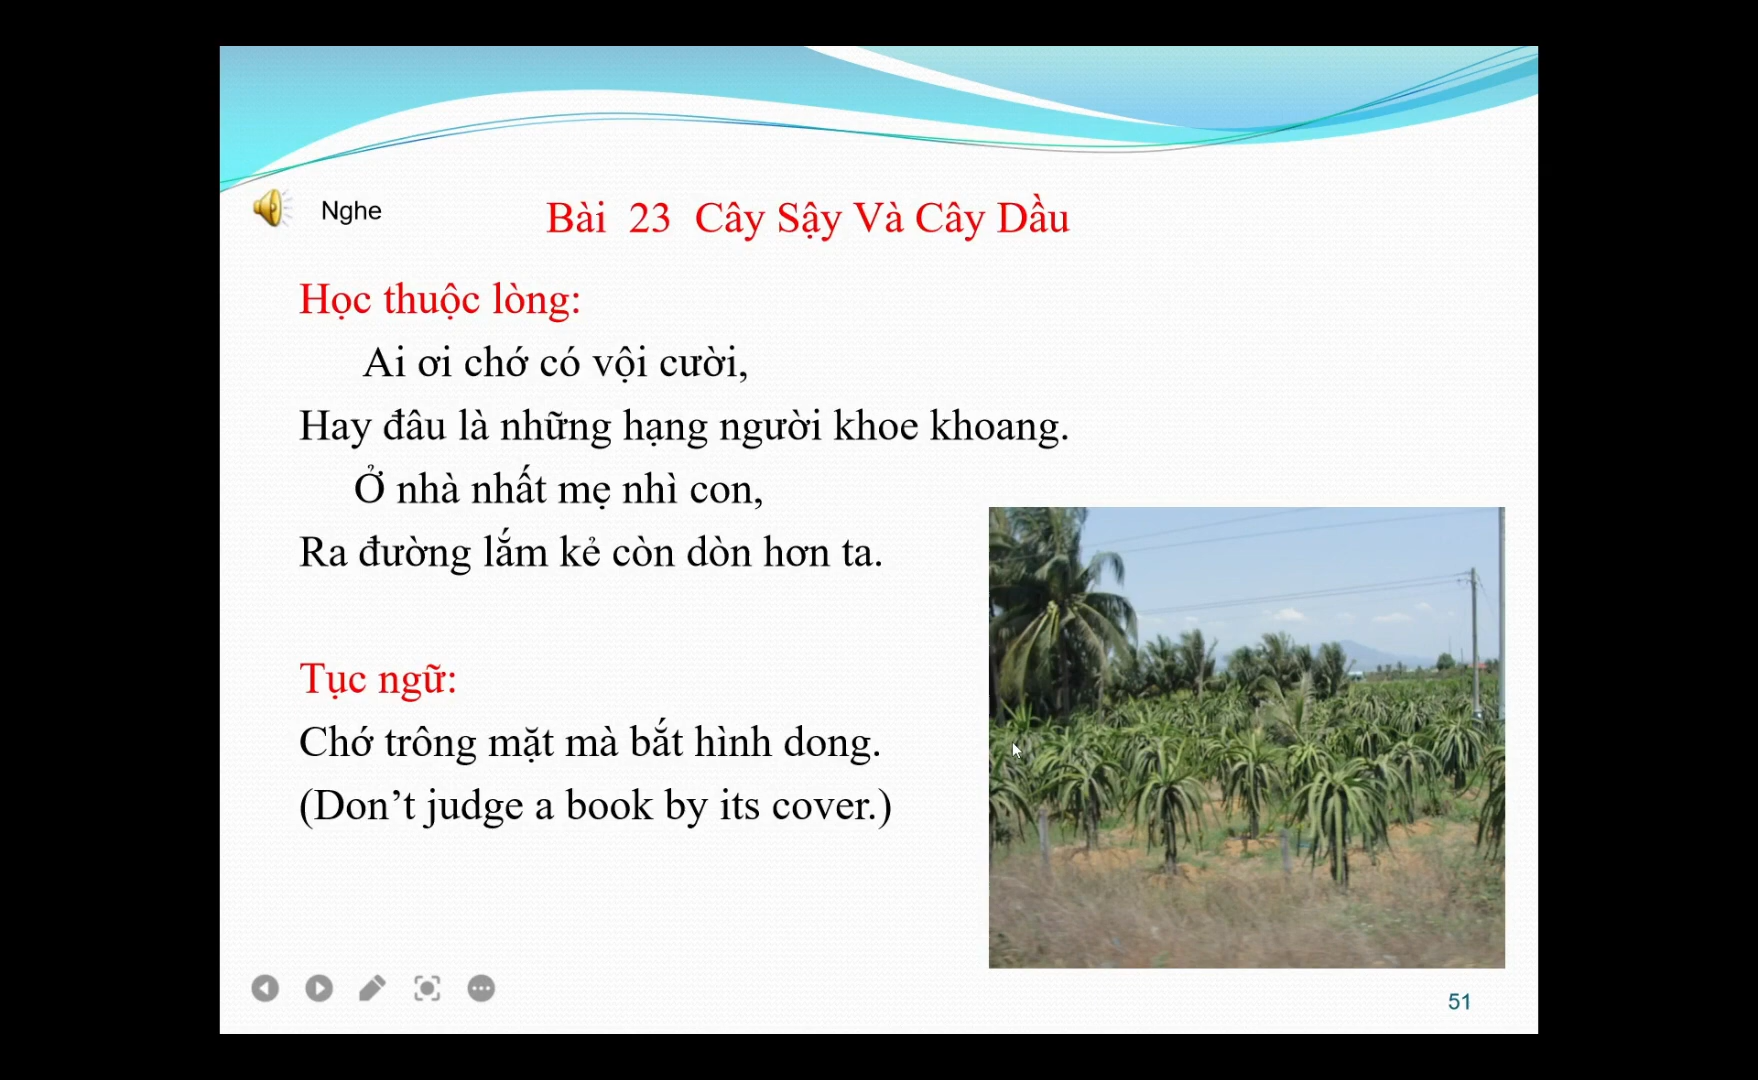 Nghe
Bài 23 Cây Sậy Và Cây Dầu
Học thuộc lòng:
Ai ơi chớ có vội cười,
Hay đâu là những hạng người khoe khoang.
Ở nhà nhất mẹ nhì con,
Ra đường lắm kẻ còn dòn hơn ta.
Tục ngữ:
Chớ trông mặt mà bắt hình dong.
(Don’t judge a book by its cover.)
51